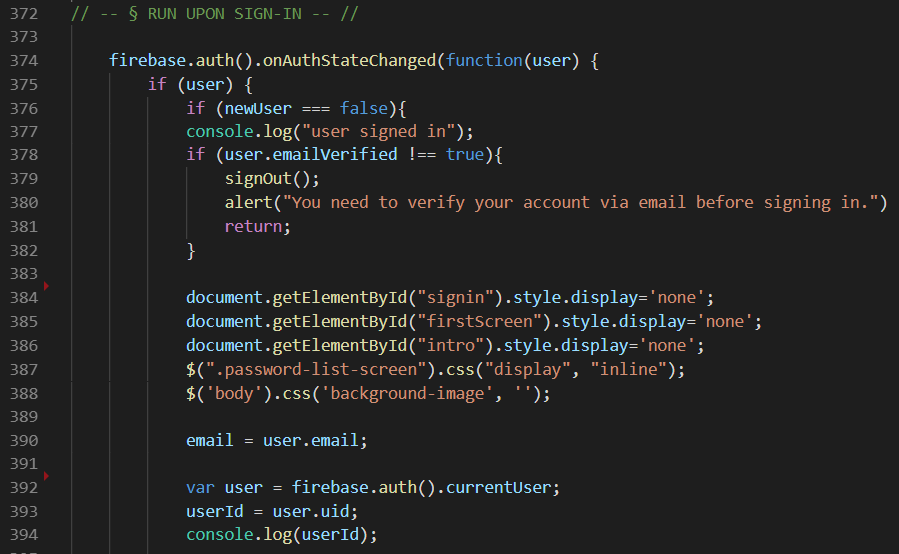 372 // -- § RUN UPON SIGN-IN -- //
373
374 firebase.auth().onAuthStateChanged(function(user) {
375 if (user) {
376 if (newUser === false){
377 console.log("user signed in");
378 if (user.emailVerified !== true){
379 signOut();
380 alert("You need to verify your account via email before signing in.")
381 return;
382 }
383
384 document.getElementById("signin").style.display='none';
385 document.getElementById("firstScreen").style.display='none';
386 document.getElementById("intro").style.display='none';
387 $(".password-list-screen").css("display", "inline");
388 $('body').css('background-image', '');
389
390 email = user.email;
391
392 var user = firebase.auth().currentUser;
393 userId = user.uid;
394 console.log(userId);